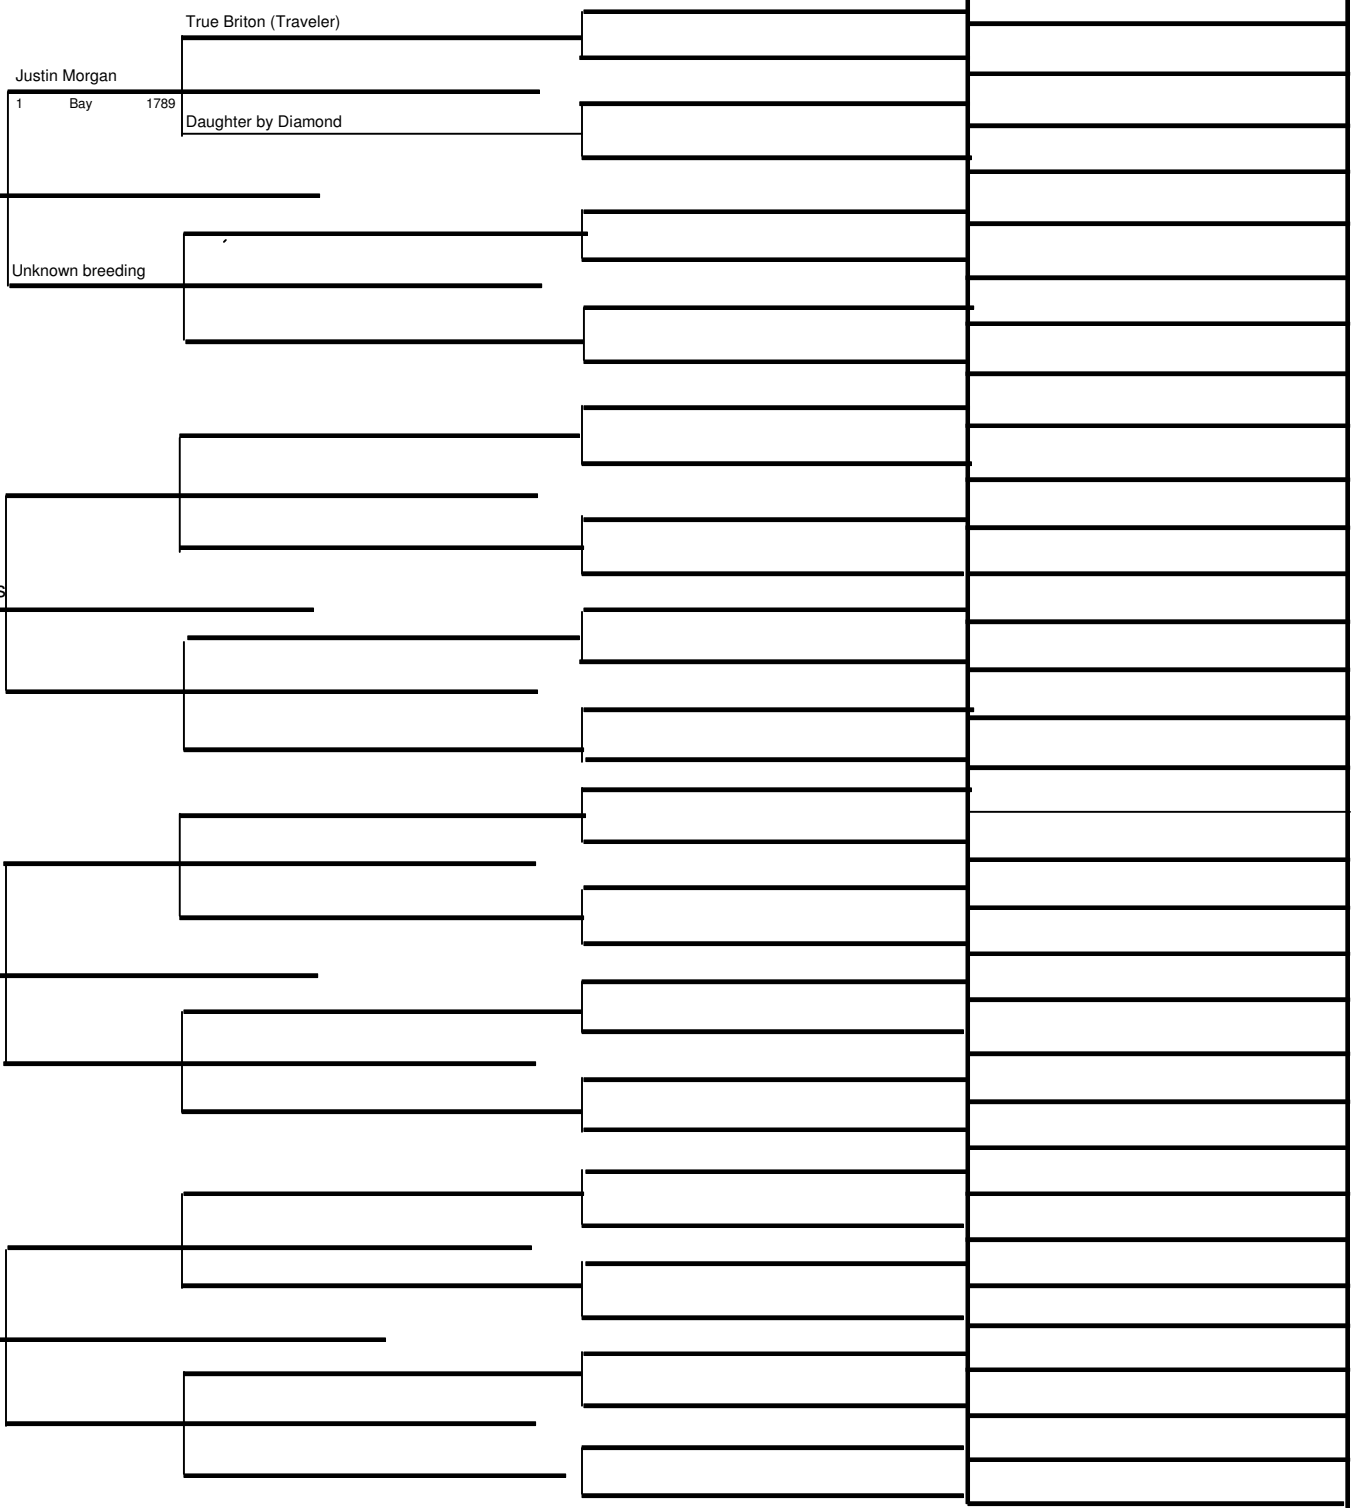 True Briton (Traveler)
Justin Morgan
1 Bay 1789
Daughter by Diamond
Unknown breeding
s